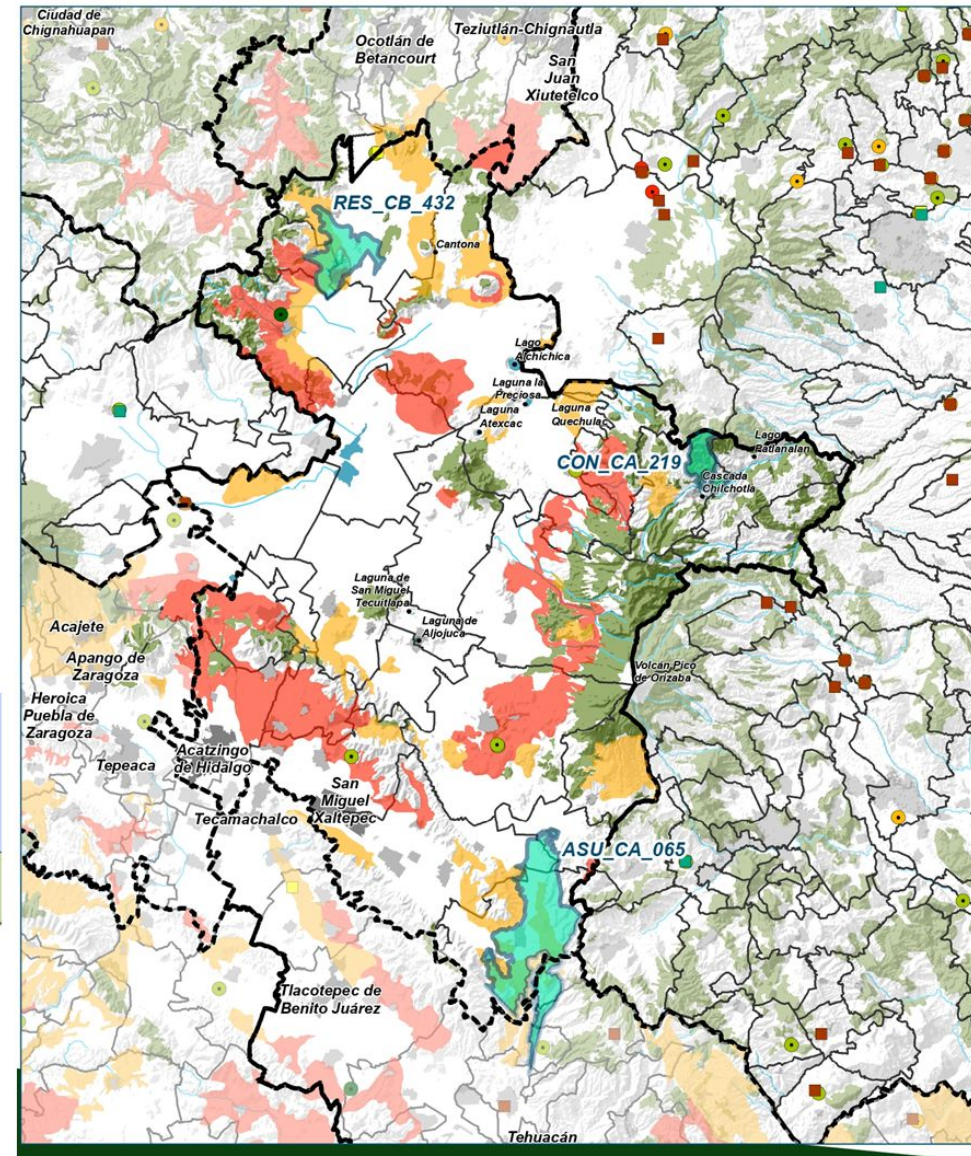 Ciudad de
Chignahuapan
Ocotlán de
Betancourt
Teziutlán-Chignautla
San
Juan
Xiutetelco
RES_CB_432
Cantona
Lago
Alchichica
Laguna la
Preciosa
Laguna
Atexcac
Laguna
Quechulac
CON_CA_219
Lago
Patlanalan
Cascada
Chilchotla
Laguna de
San Miguel
Tecuitlapa
Laguna de
Aljojuca
Acajete
Apango de
Zaragoza
Heroica
Puebla de
Zaragoza
Volcán Pico
de Orizaba
Tepeaca
Acatzingo
de Hidalgo
San
Miguel
Xaltepec
Tecamachalco
ASU_CA_065
Tlacotepec de
Benito Juárez
Tehuacán